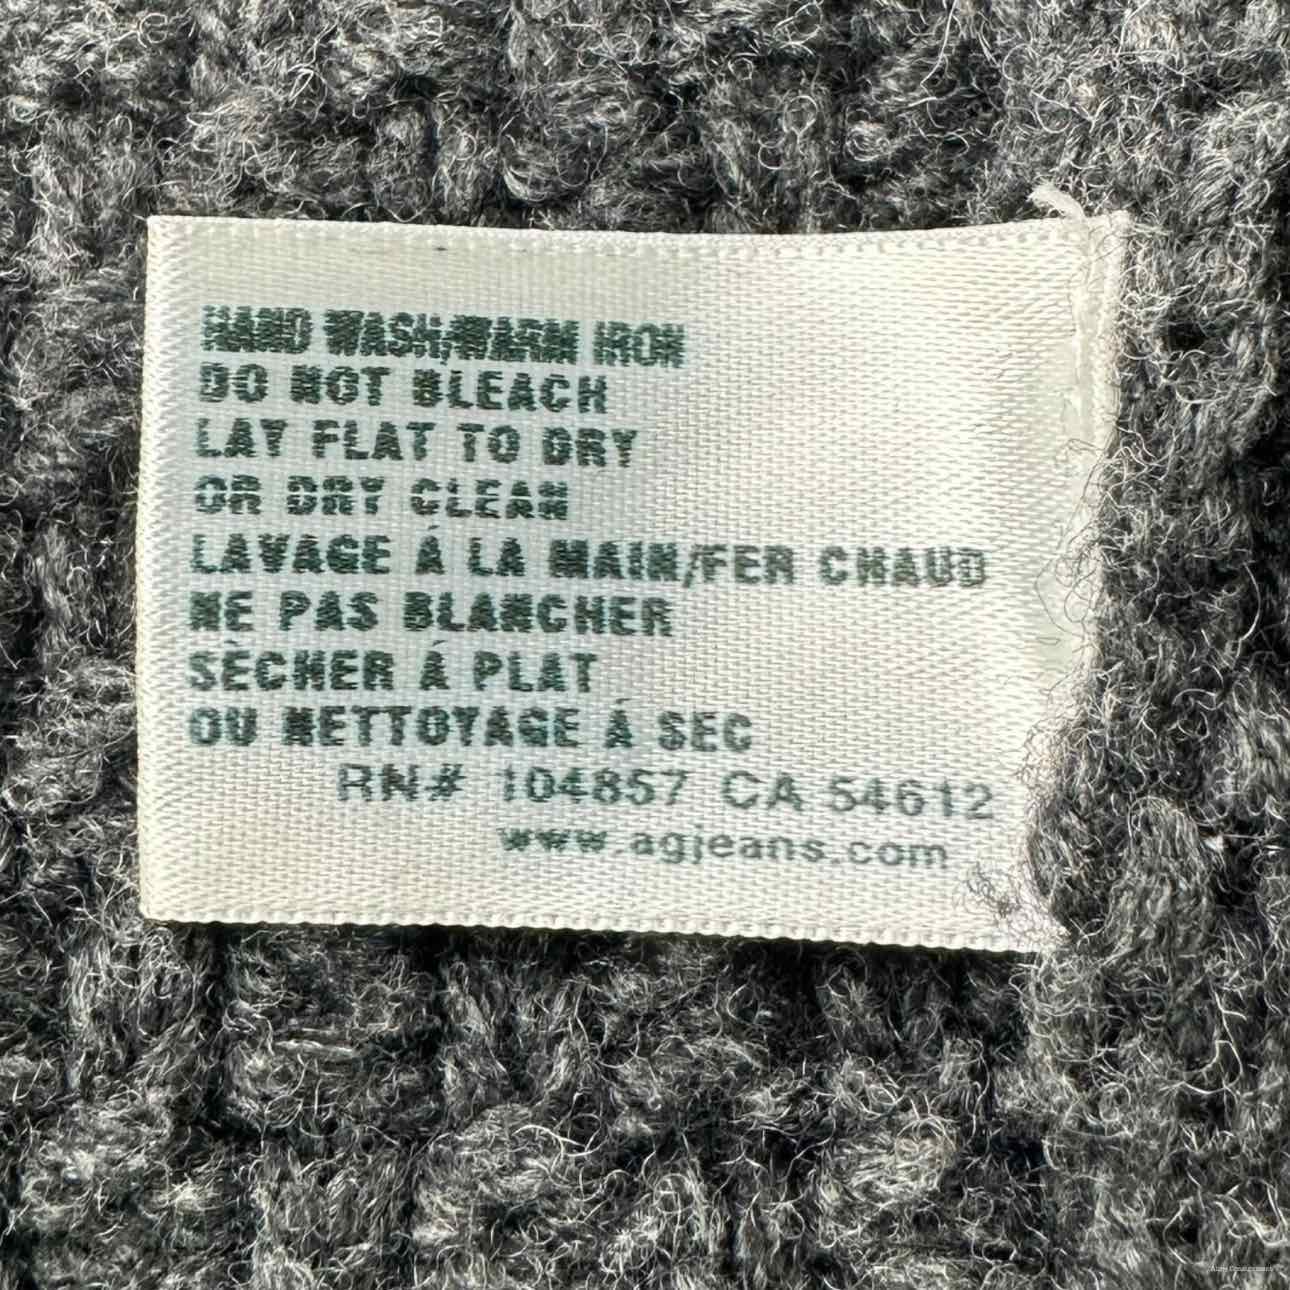 HAND WASH/WARM IRON
DO NOT BLEACH
LAY FLAT TO DRY
OR DRY CLEAN
LAVAGE Á LA MAIN/FER CHAUD
NE PAS BLANCHER
SÈCHER Á PLAT
OU NETTOYAGE Á SEC
RN# 104857 CA 54612
www.agjeans.com